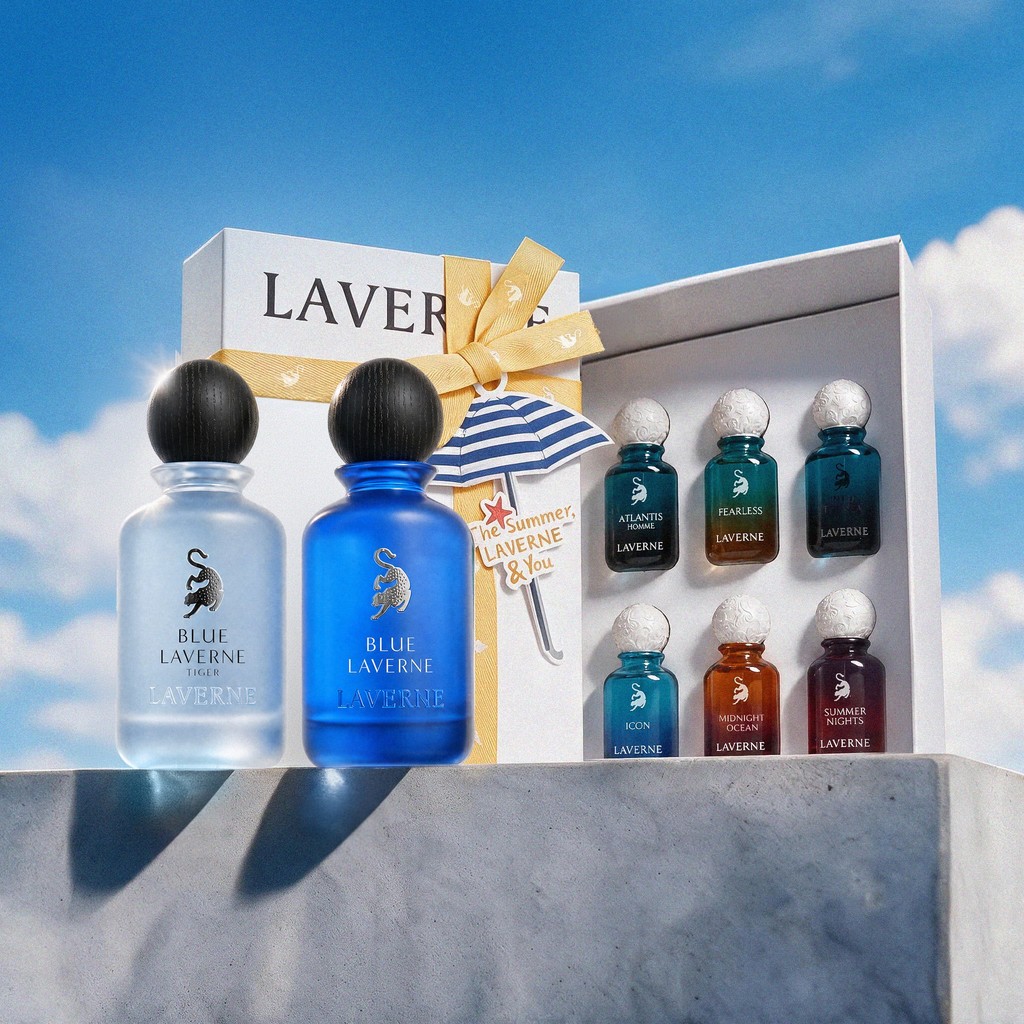 LAVERNE
The Summer,
LAVERNE
& You
BLUE
LAVERNE
TIGER
LAVERNE
BLUE
LAVERNE
LAVERNE
ATLANTIS
HOMME
LAVERNE
FEARLESS
LAVERNE
LAVERNE
ICON
LAVERNE
MIDNIGHT
OCEAN
LAVERNE
SUMMER
NIGHTS
LAVERNE